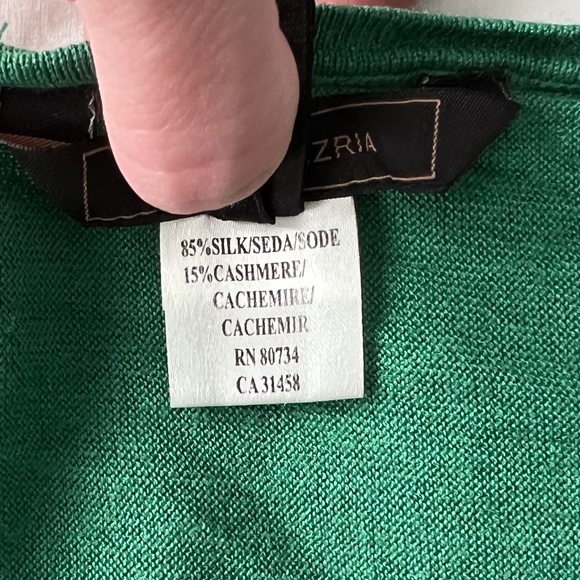 ZRIA
85%SILK/SEDA/SODE
15%CASHMERE/
CACHEMIRE/
CACHEMIR
RN 80734
CA 31458